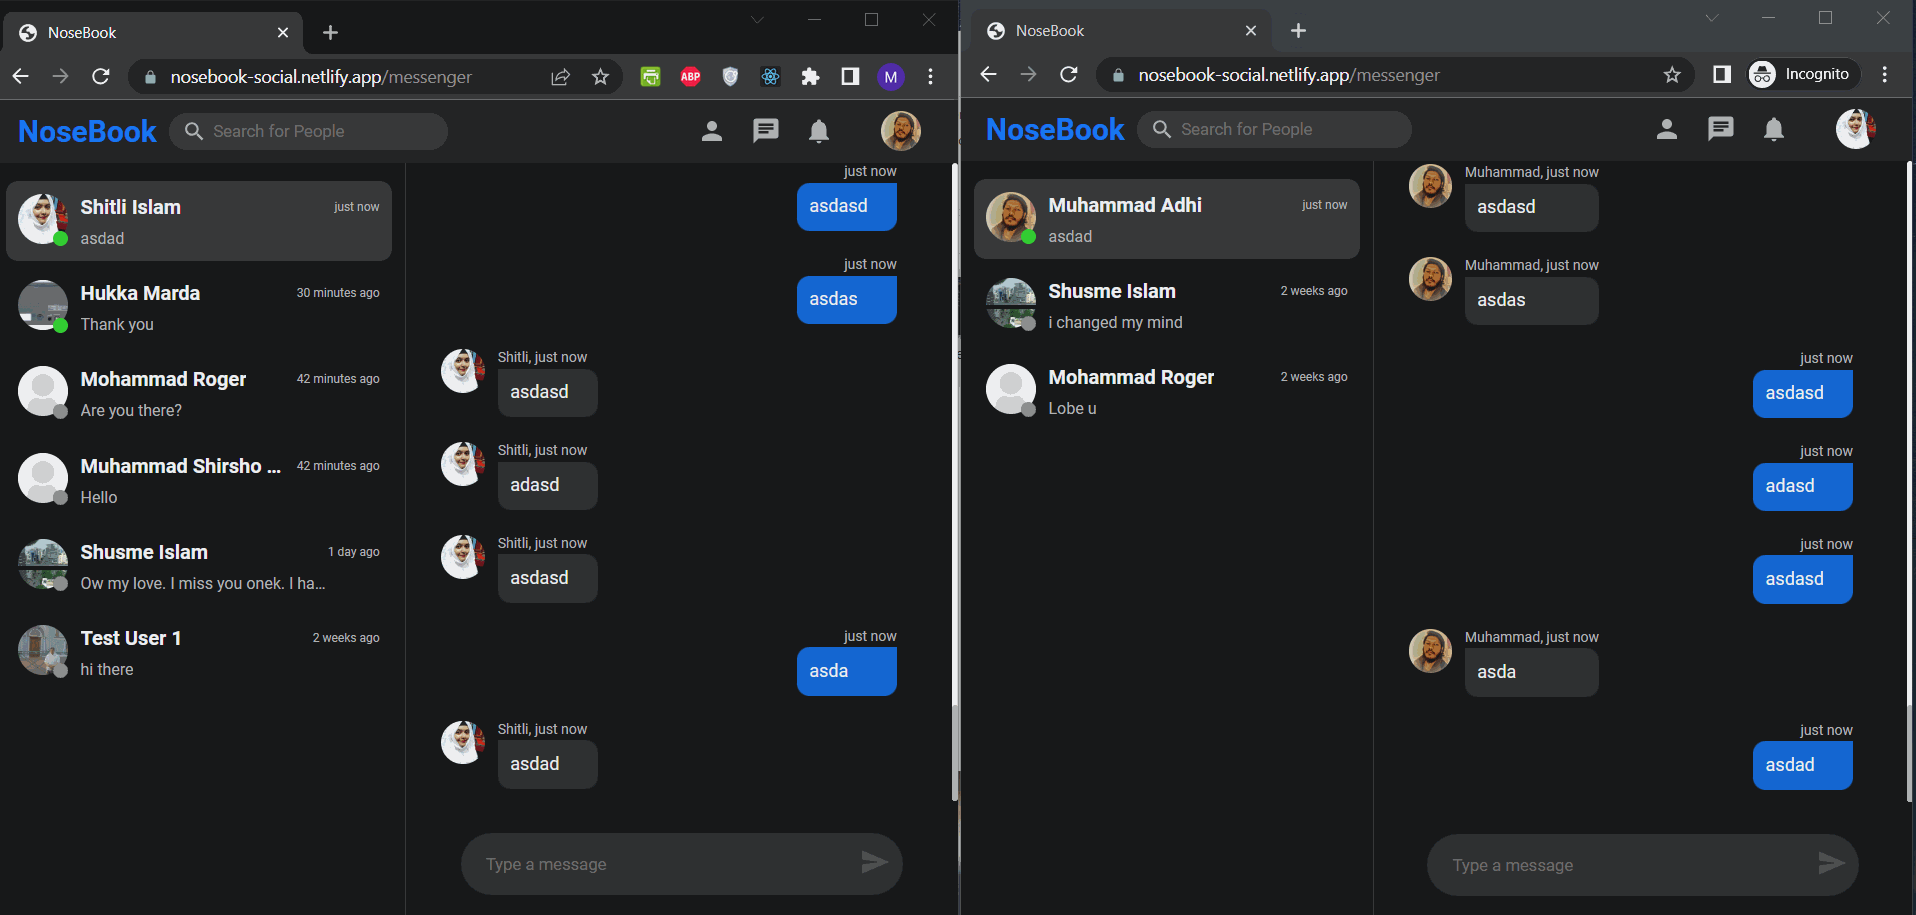 NoseBook
nosebook-social.netlify.app/messenger
ABP
M
NoseBook
Search for People
Shitli Islam
just now
asdad
Hukka Marda
30 minutes ago
Thank you
Mohammad Roger
42 minutes ago
Are you there?
Muhammad Shirsho ...
42 minutes ago
Hello
Shusme Islam
1 day ago
Ow my love. I miss you onek. I ha...
Test User 1
2 weeks ago
hi there
just now
asdasd
just now
asdas
Shitli, just now
asdasd
Shitli, just now
adasd
Shitli, just now
asdasd
just now
asda
Shitli, just now
asdad
Type a message
NoseBook
nosebook-social.netlify.app/messenger
Incognito
NoseBook
Search for People
Muhammad Adhi
just now
asdad
Shusme Islam
2 weeks ago
i changed my mind
Mohammad Roger
2 weeks ago
Lobe u
Muhammad, just now
asdasd
Muhammad, just now
asdas
just now
asdasd
just now
adasd
just now
asdasd
Muhammad, just now
asda
just now
asdad
Type a message